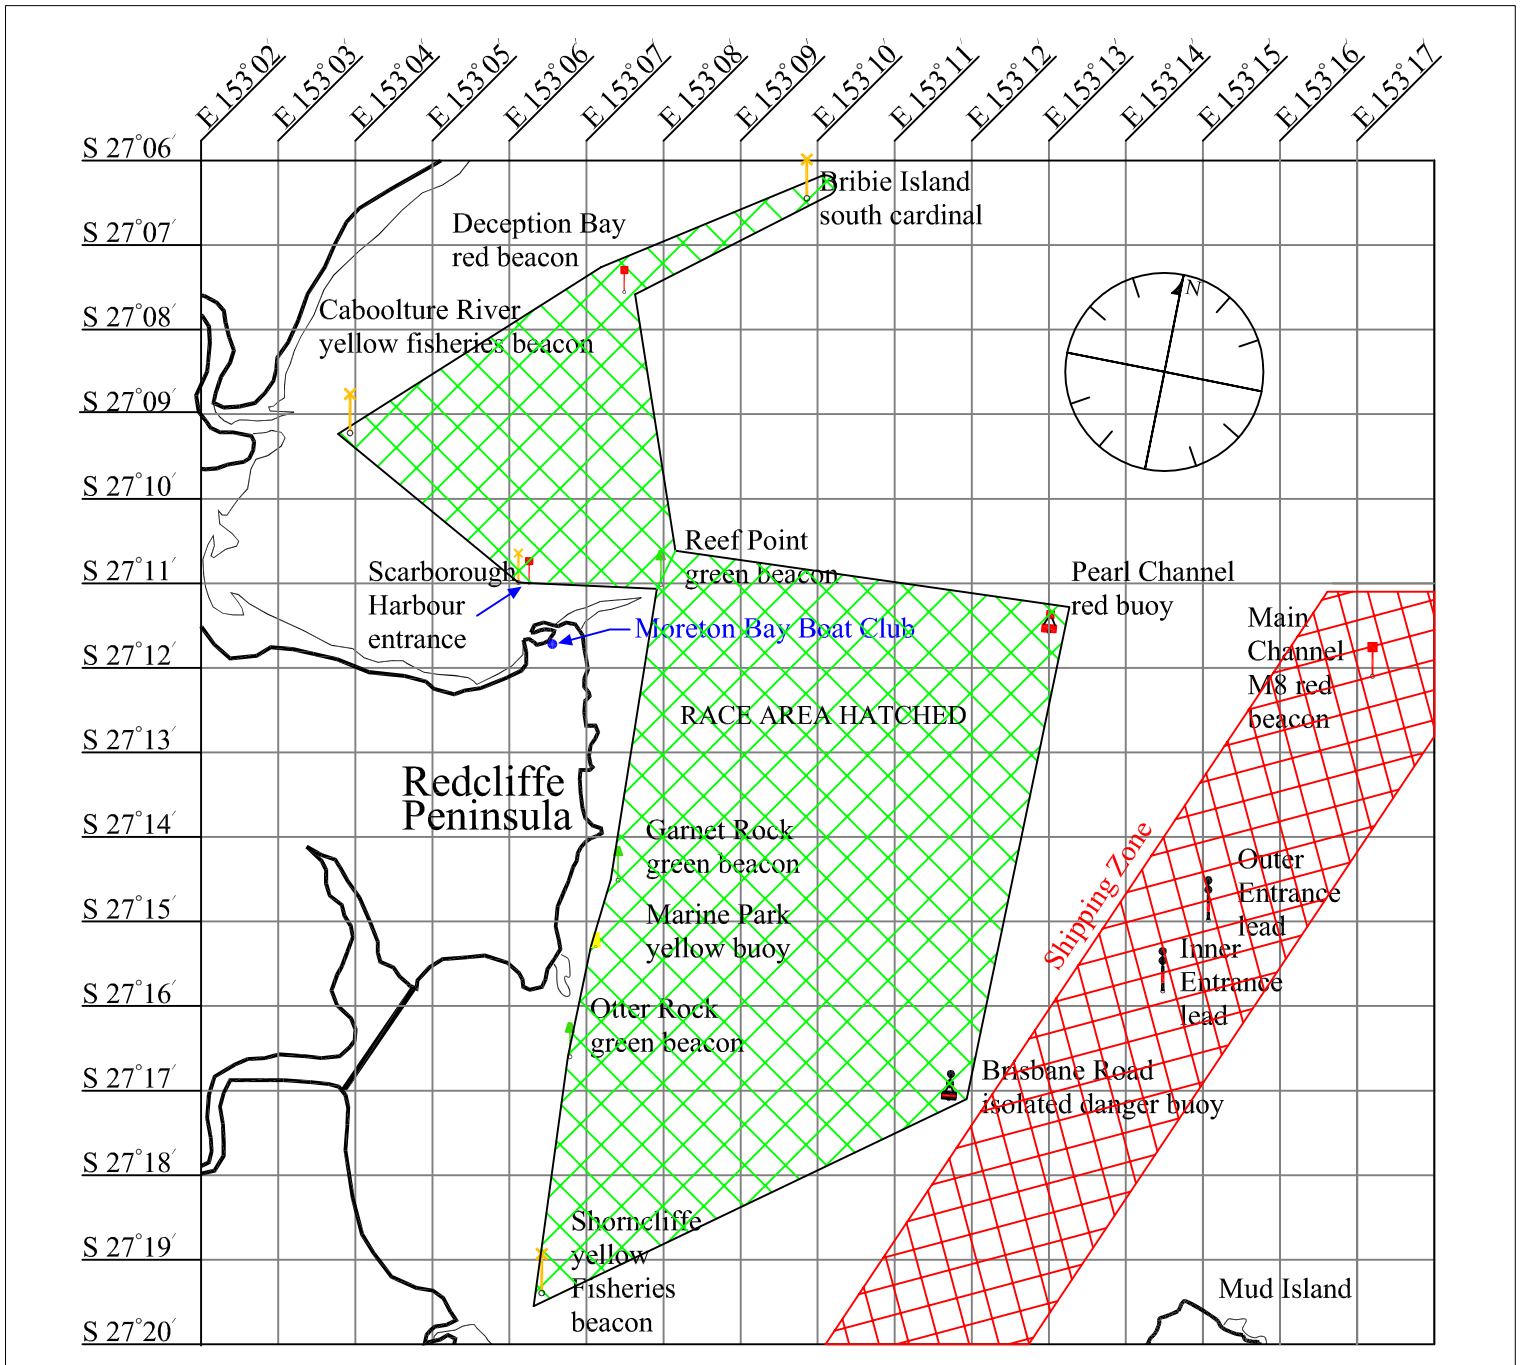 E 153°02′
E 153°03′
E 153°04′
E 153°05′
E 153°06′
E 153°07′
E 153°08′
E 153°09′
E 153°10′
E 153°11′
E 153°12′
E 153°13′
E 153°14′
E 153°15′
E 153°16′
E 153°17′
S 27°06′
S 27°07′
S 27°08′
S 27°09′
S 27°10′
S 27°11′
S 27°12′
S 27°13′
S 27°14′
S 27°15′
S 27°16′
S 27°17′
S 27°18′
S 27°19′
S 27°20′
Bribie Island
south cardinal
Deception Bay
red beacon
N
Caboolture River
yellow fisheries beacon
Reef Point
green beacon
Scarborough
Harbour
entrance
Pearl Channel
red buoy
Moreton Bay Boat Club
Main
Channel
M8 red
beacon
RACE AREA HATCHED
Redcliffe
Peninsula
Garnet Rock
green beacon
Shipping Zone
Outer
Entrance
lead
Marine Park
yellow buoy
Inner
Entrance
lead
Otter Rock
green beacon
Brisbane Road
isolated danger buoy
Shorncliffe
yellow
Fisheries
beacon
Mud Island